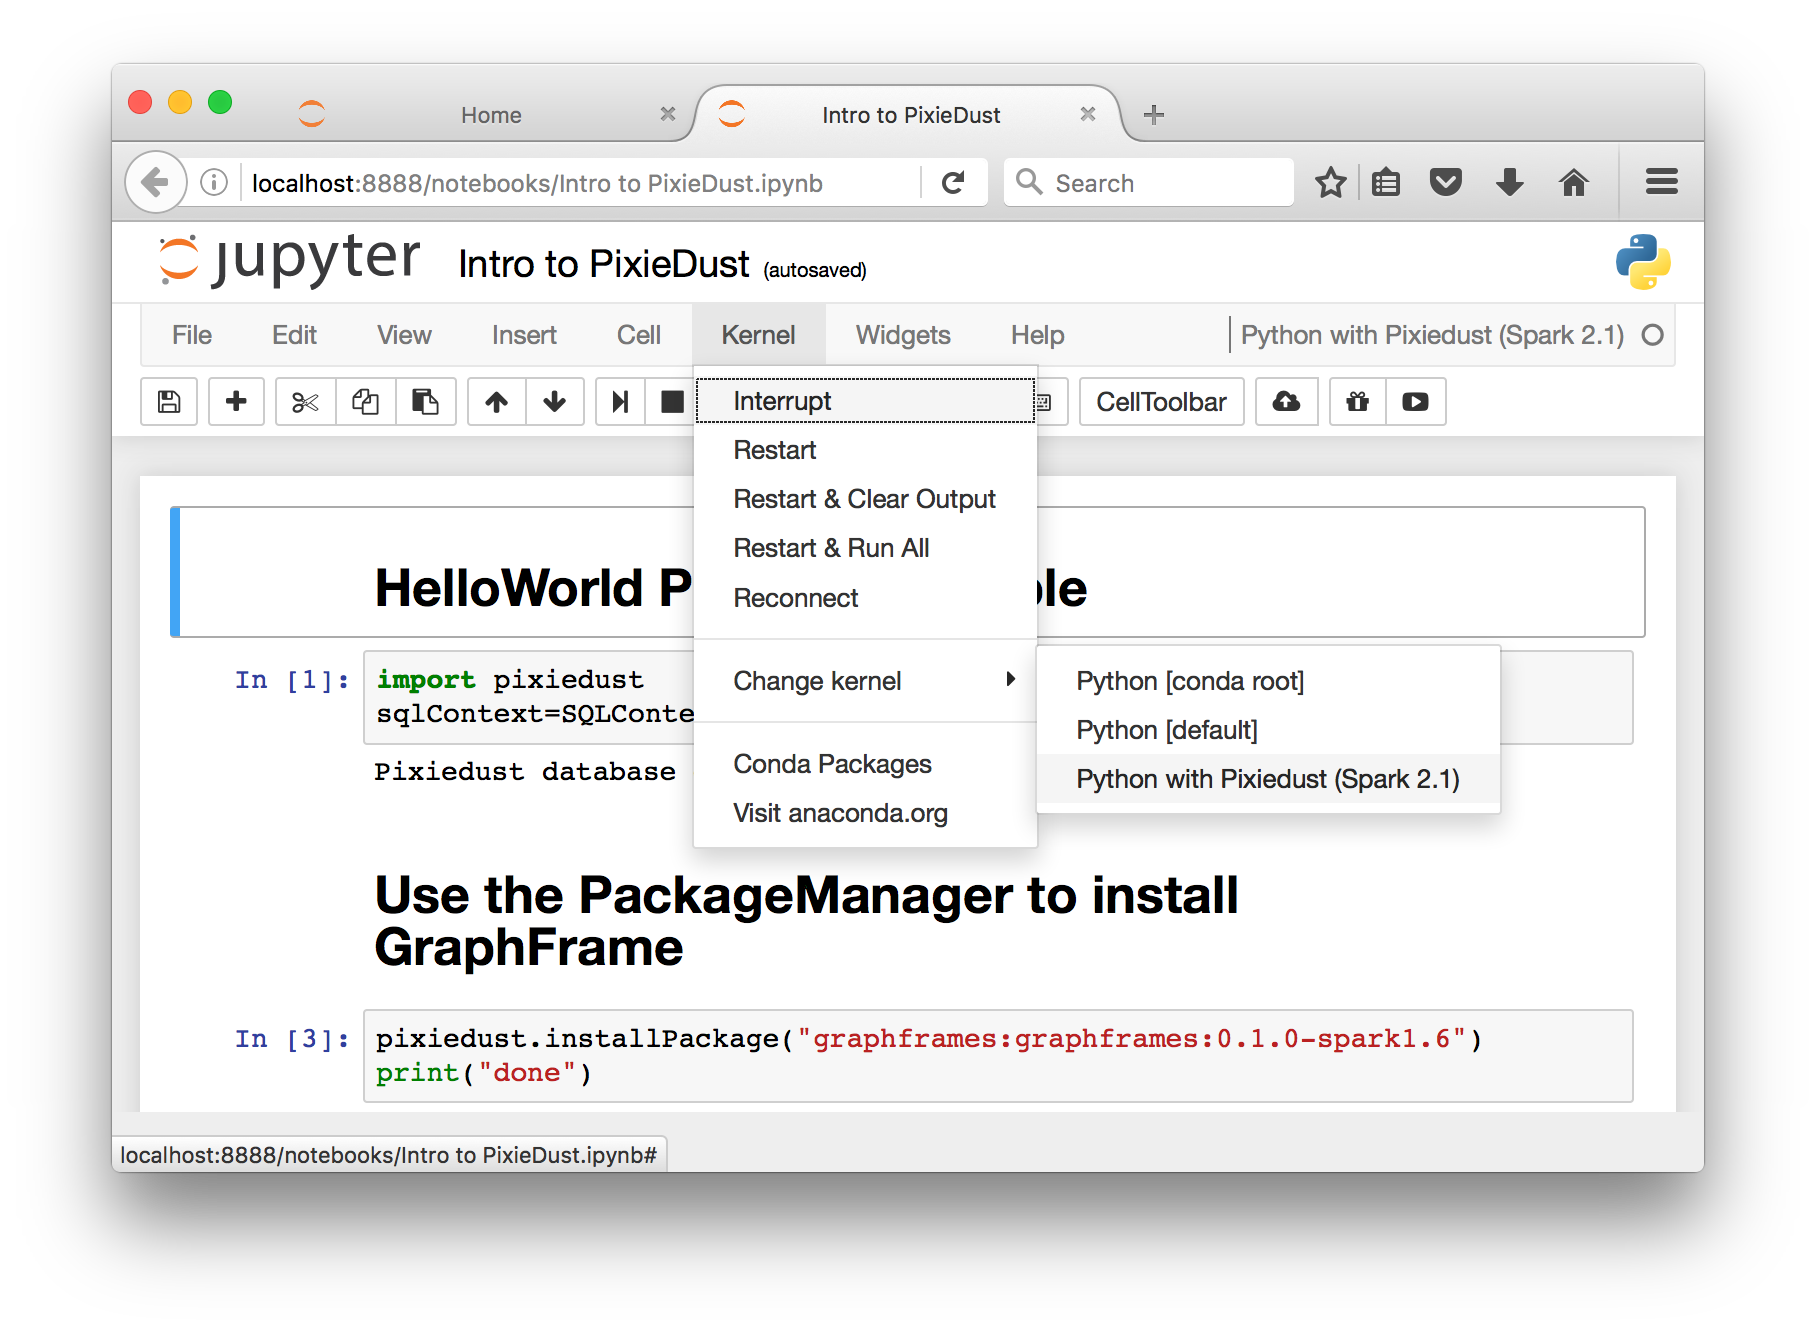 Home
Intro to PixieDust
localhost:8888/notebooks/Intro to PixieDust.ipynb
Search
jupyter Intro to PixieDust (autosaved)
File Edit View Insert Cell Kernel Widgets Help Python with Pixiedust (Spark 2.1)
CellToolbar
Interrupt
Restart
Restart & Clear Output
Restart & Run All
Reconnect
Change kernel
Conda Packages
Visit anaconda.org
Python [conda root]
Python [default]
Python with Pixiedust (Spark 2.1)
HelloWorld
In [1]: import pixiedust
sqlContext=SQLConte
Pixiedust database
Use the PackageManager to install
GraphFrame
In [3]: pixiedust.installPackage("graphframes:graphframes:0.1.0-spark1.6")
print("done")
localhost:8888/notebooks/Intro to PixieDust.ipynb#